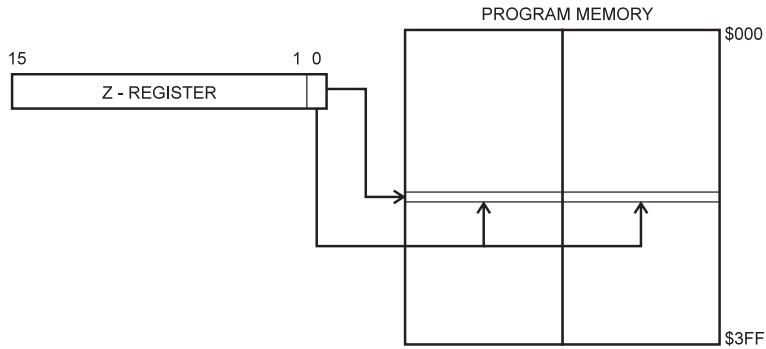 PROGRAM MEMORY
$000
15
1 0
Z - REGISTER
$3FF